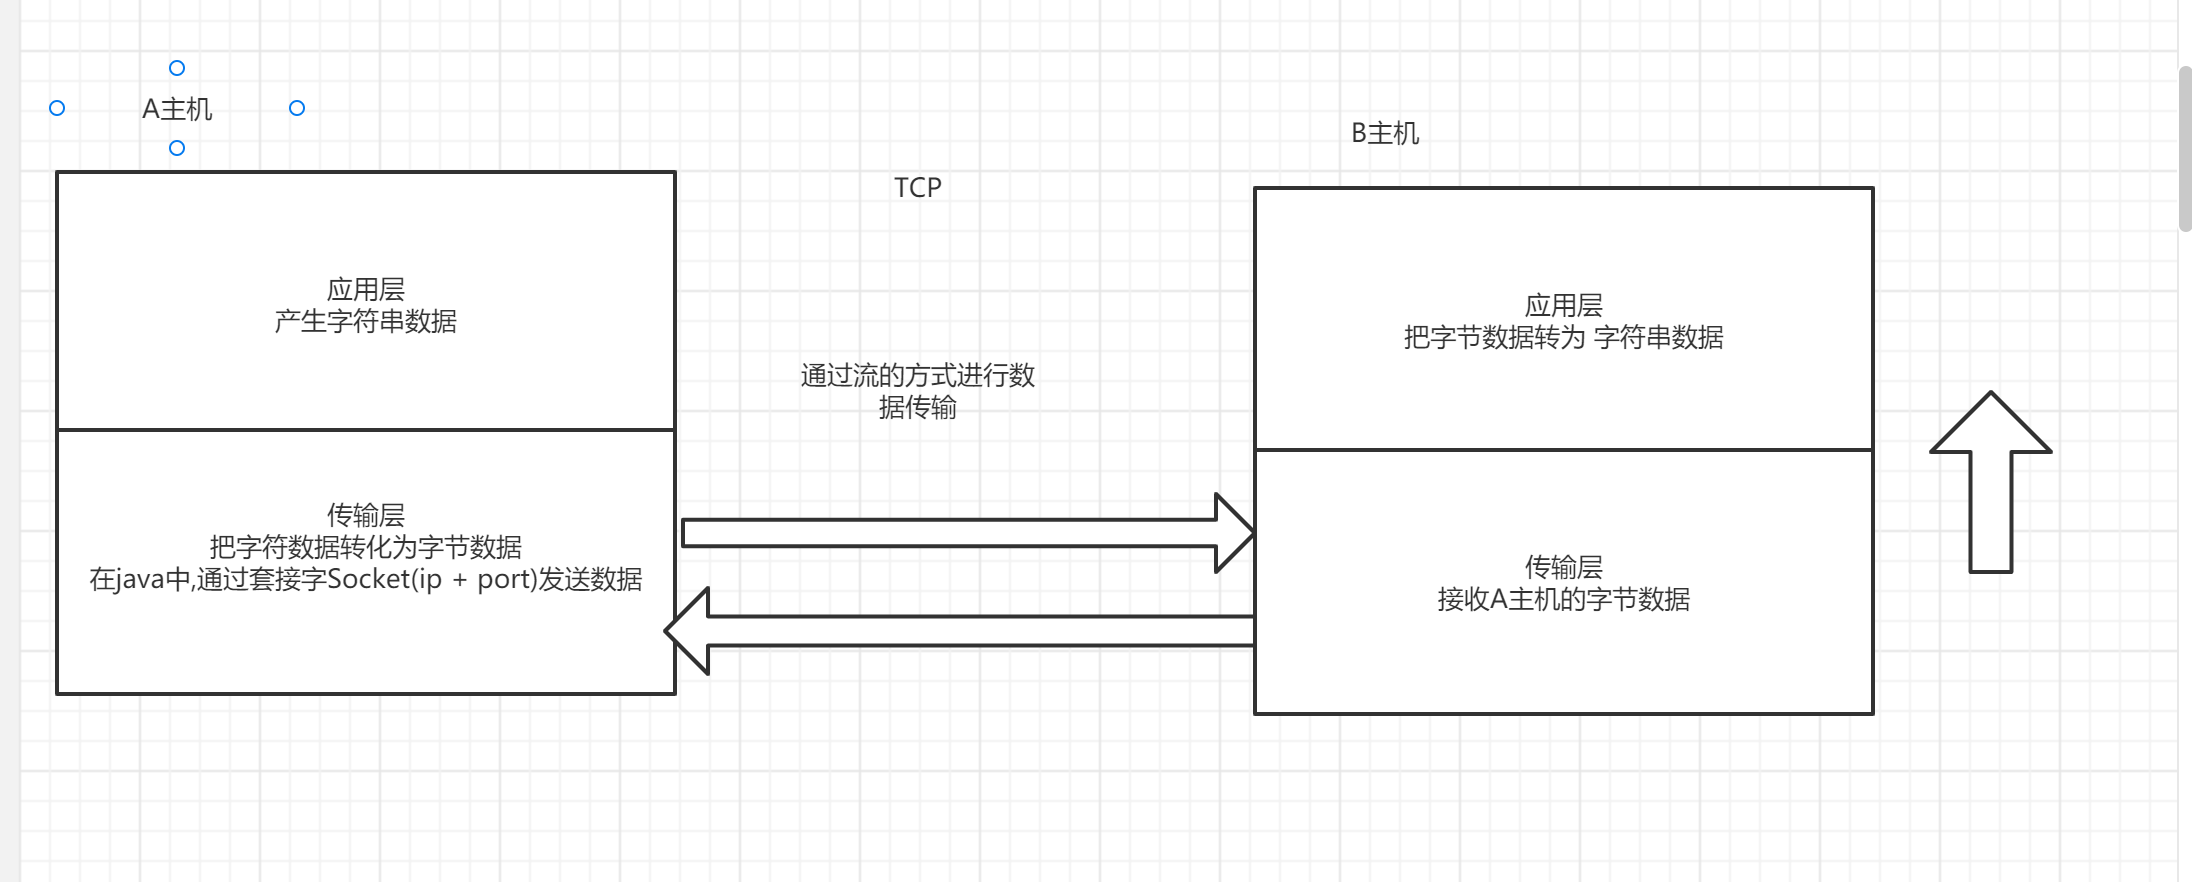 A主机
B主机
TCP
应用层
产生字符串数据
应用层
把字节数据转为 字符串数据
通过流的方式进行数
据传输
传输层
把字符数据转化为字节数据
在java中,通过套接字Socket(ip + port)发送数据
传输层
接收A主机的字节数据